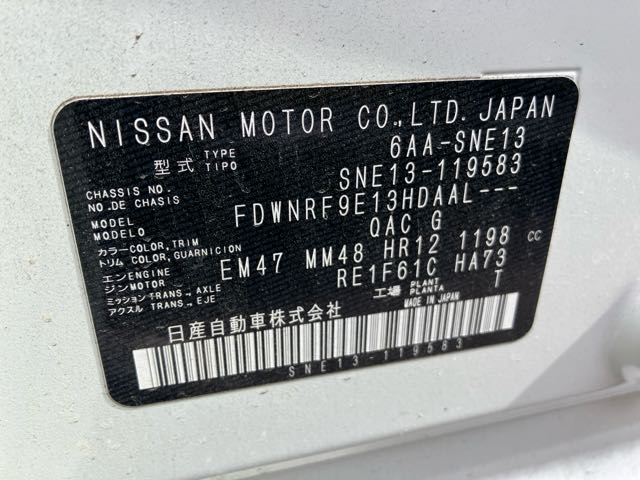 NISSAN MOTOR CO.,LTD. JAPAN
型式 TYPE TIPO 6AA-SNE13
CHASSIS NO. NO.DE CHASIS SNE13-119583
MODEL MODELO FDWNRF9E13HDAAL---
カラー COLOR, TRIM トリム COLOR, GUARNICION QAC G
エンジン ENGINE MOTOR EM47 MM48 HR12 1198 CC
ミッション TRANS., AXLE アクスル TRANS., EJE RE1F61C HA73
工場 PLANT PLANTA T
日産自動車株式会社 MADE IN JAPAN
SNE13-119583